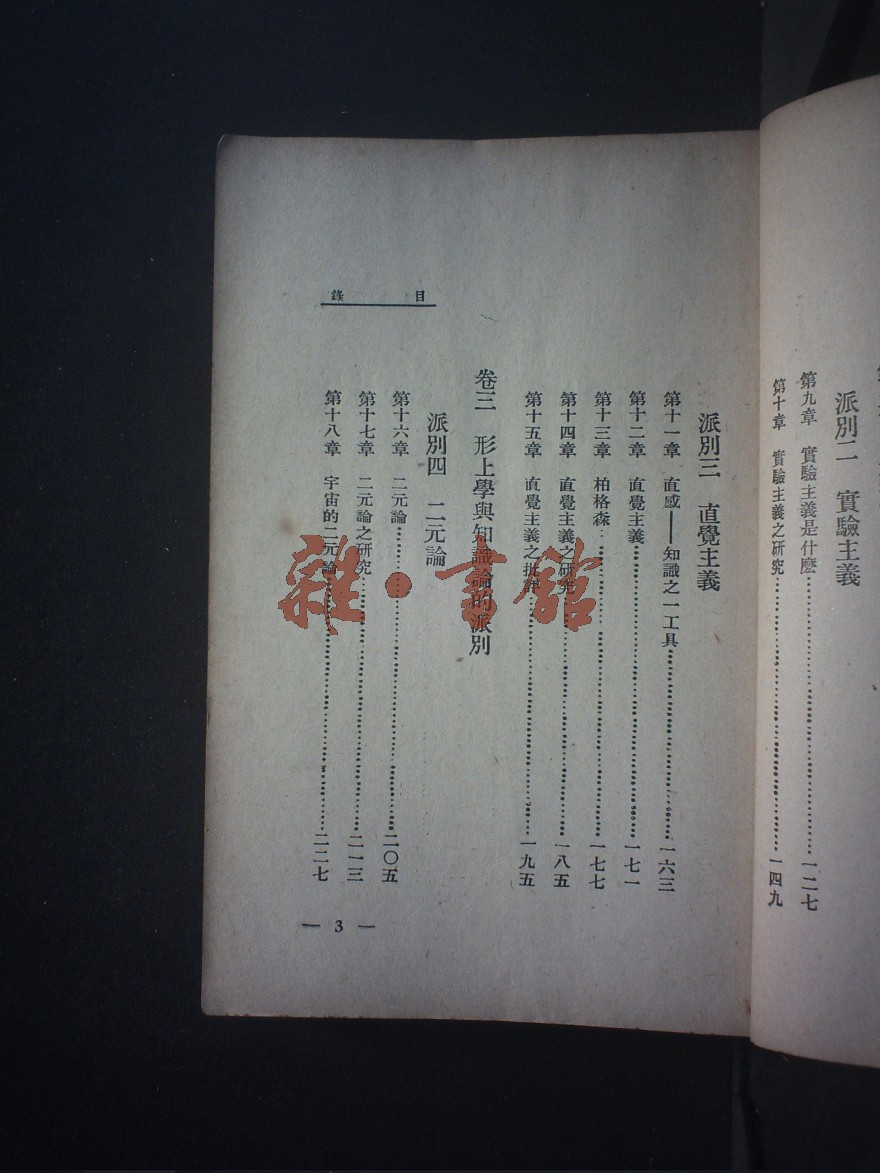 派別二　實驗主義
第九章　實驗主義是什麽……一二七
第十章　實驗主義之研究……一四九
目錄
派別三　直覺主義
第十一章　直感——知識之一工具……一六三
第十二章　直覺主義……一七一
第十三章　柏格森……一七七
第十四章　直覺主義之研究……一八五
第十五章　直覺主義之批評……一九五
卷三　形上學與知識論的派別
派別四　二元論
第十六章　二元論……二〇五
第十七章　二元論之研究……二一三
第十八章　宇宙的二元論……二二七
— 3 —
雜·書館